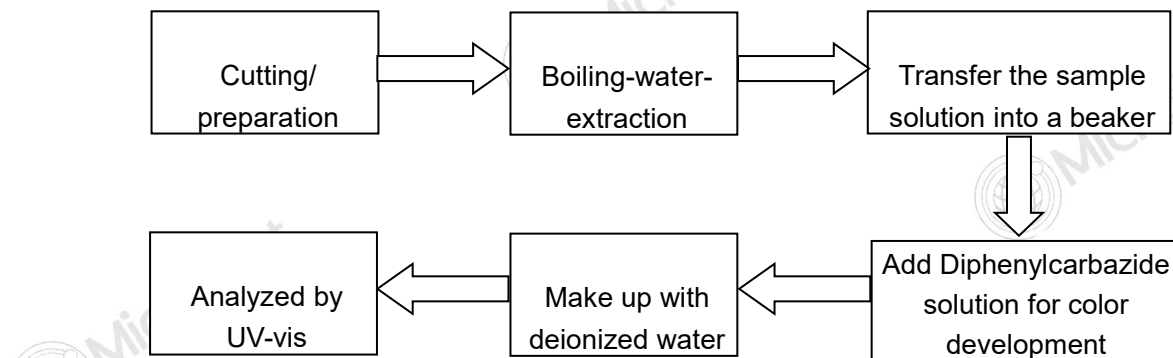 Cutting/
preparation
Boiling-water-
extraction
Transfer the sample
solution into a beaker
Add Diphenylcarbazide
solution for color
development
Make up with
deionized water
Analyzed by
UV-vis